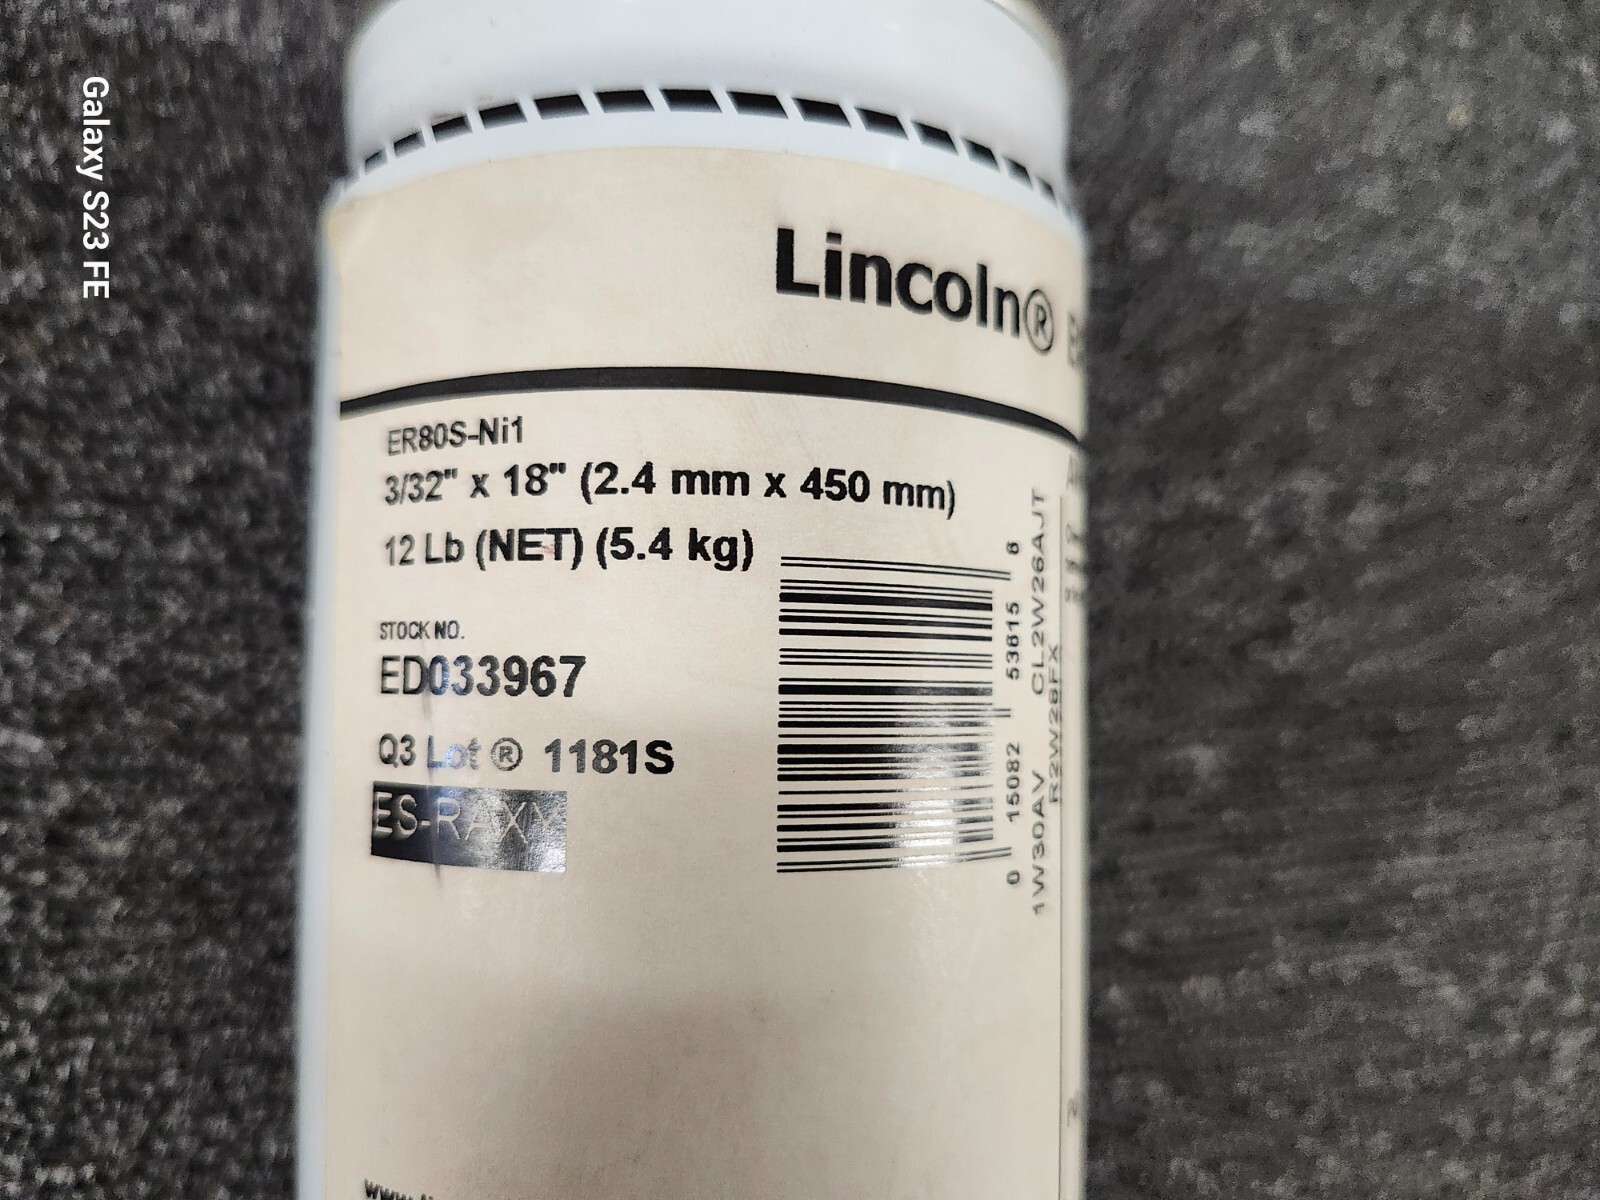 Galaxy S23 FE
Lincoln®
ER80S-Ni1
3/32" x 18" (2.4 mm x 450 mm)
12 Lb (NET) (5.4 kg)
STOCK NO.
ED033967
Q3 Lot ® 1181S
ES-RAXY
0 15082 53615 6
1W30AV CL2W26AJT
R2W28FX